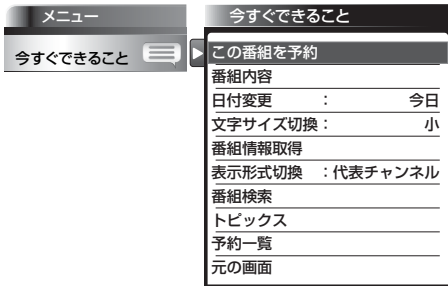 メニュー
今すぐできること
今すぐできること
この番組を予約
番組内容
日付変更 : 今日
文字サイズ切換: 小
番組情報取得
表示形式切換 :代表チャンネル
番組検索
トピックス
予約一覧
元の画面